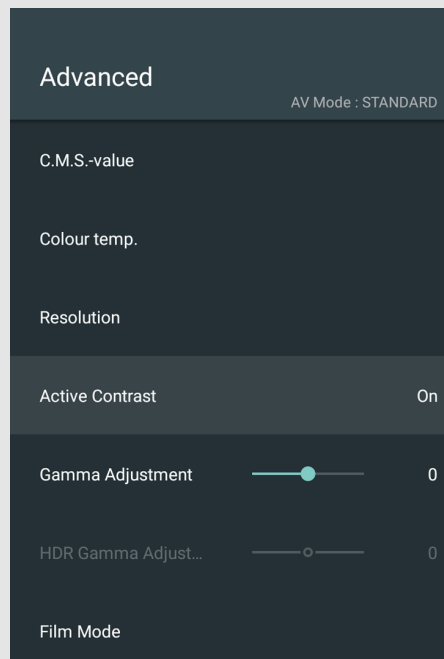 Advanced
AV Mode : STANDARD
C.M.S.-value
Colour temp.
Resolution
Active Contrast On
Gamma Adjustment 0
HDR Gamma Adjust... 0
Film Mode